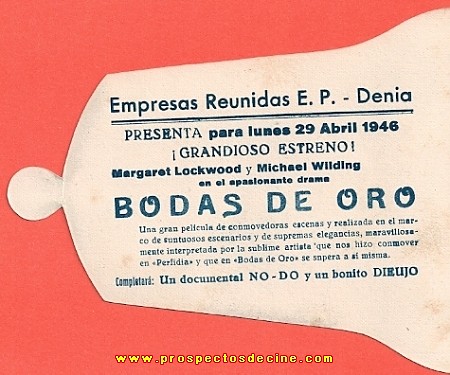 Empresas Reunidas E. P. - Denia
PRESENTA para lunes 29 Abril 1946
¡GRANDIOSO ESTRENO!
Margaret Lockwood y Michael Wilding
en el apasionante drama
BODAS DE ORO
Una gran película de conmovedoras escenas y realizada en el mar-
co de suntuosos escenarios y de supremas elegancias, maravillosa-
mente interpretada por la sublime artista que nos hizo conmover
en «Perfidia» y que en «Bodas de Oro» se supera a sí misma.
Completará: Un documental NO-DO y un bonito DIBUJO
www.prospectosdecine.com